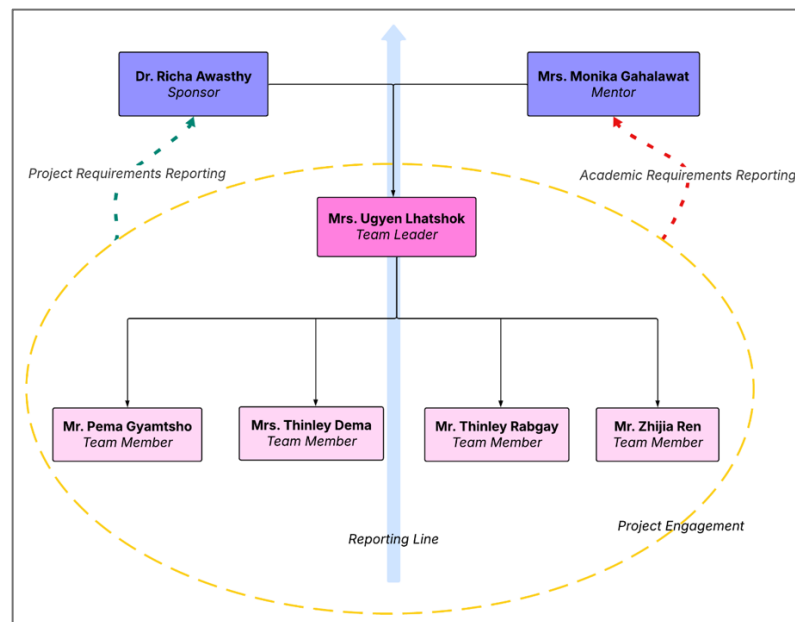 Dr. Richa Awasthy
Sponsor
Mrs. Monika Gahalawat
Mentor
Project Requirements Reporting
Academic Requirements Reporting
Mrs. Ugyen Lhatshok
Team Leader
Mr. Pema Gyamtsho
Team Member
Mrs. Thinley Dema
Team Member
Mr. Thinley Rabgay
Team Member
Mr. Zhijia Ren
Team Member
Reporting Line
Project Engagement